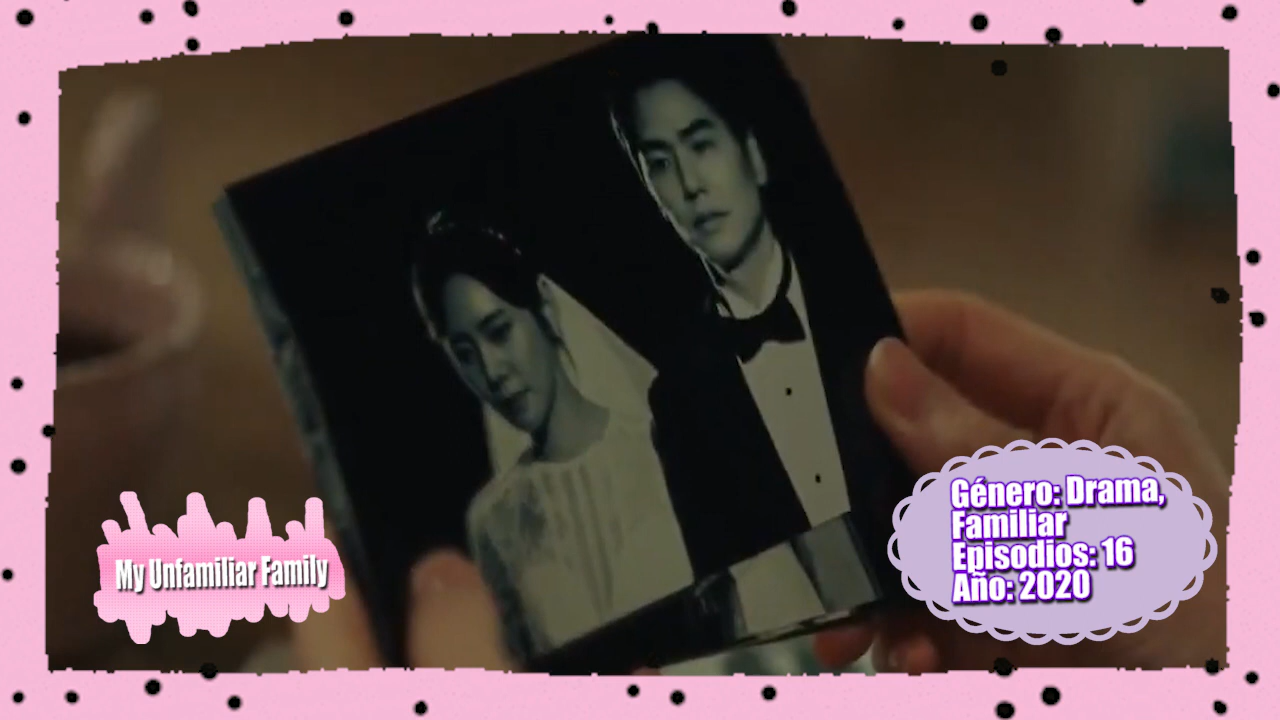 My Unfamiliar Family
Género: Drama,
Familiar
Episodios: 16
Año: 2020